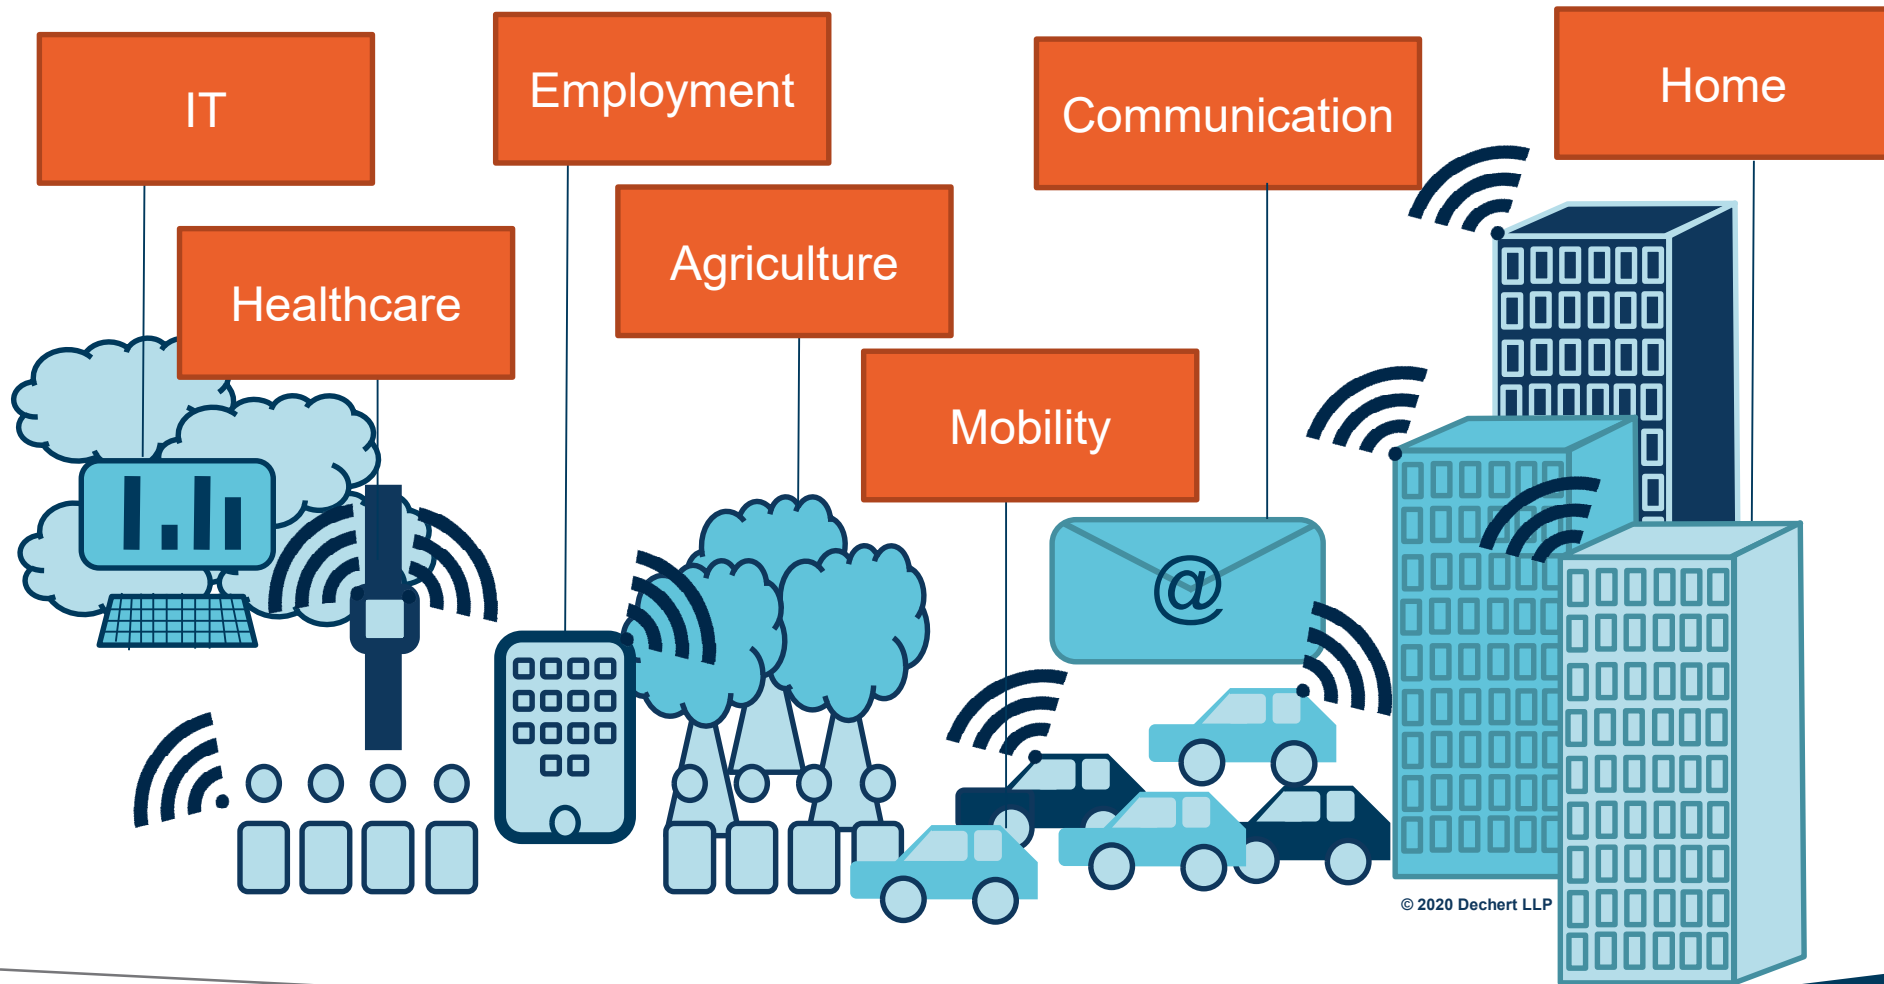 IT
Employment
Communication
Home
Healthcare
Agriculture
Mobility
@
© 2020 Dechert LLP